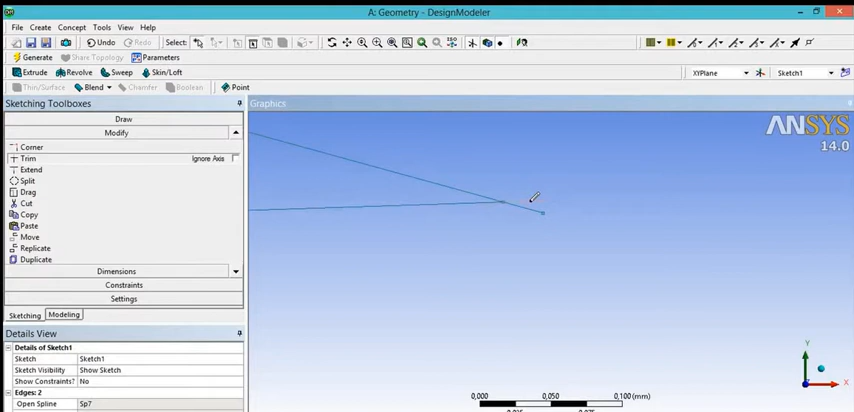 A: Geometry - DesignModeler
File Create Concept Tools View Help
Undo Redo Select:
Generate Share Topology Parameters
Extrude Revolve Sweep Skin/Loft
XYPlane Sketch1
Thin/Surface Blend Chamfer Boolean Point
Sketching Toolboxes
Graphics
Draw
Modify
Corner
Trim Ignore Axis
Extend
Split
Drag
Cut
Copy
Paste
Move
Replicate
Duplicate
Dimensions
Constraints
Settings
Sketching Modeling
Details View
Details of Sketch1
Sketch Sketch1
Sketch Visibility Show Sketch
Show Constraints? No
Edges: 2
Open Spline Sp7
ANSYS
14.0
Y
X
0,000 0,100 (mm)
0,025 0,075